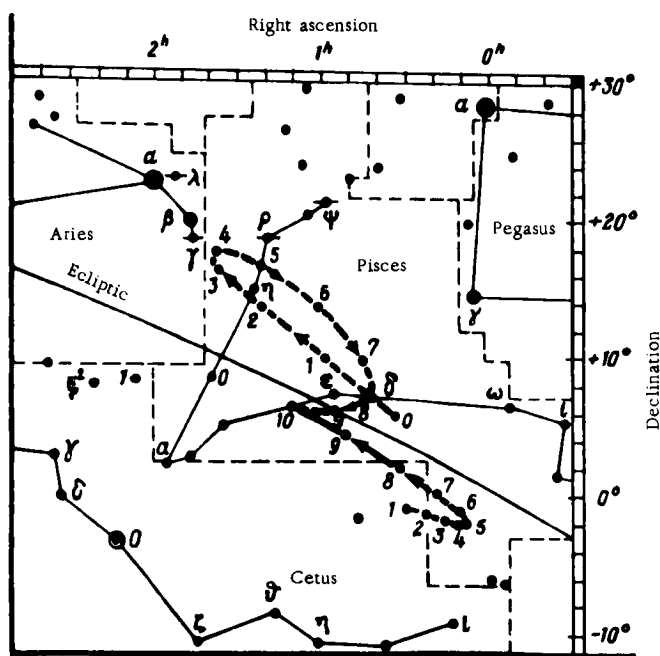 Right ascension
2ʰ 1ʰ 0ʰ
+30°
α
α λ
β ρ ψ +20°
Aries γ 4 5 Pisces Pegasus
Ecliptic 3 η 6
2 γ
1 7 +10°
ξ² 1 0 ε δ ω ι
10 8 0
α 9
γ 9
ε 8 7 0°
1 6
0 2 3 4 5
Cetus
ϑ
ζ η ι -10°
Declination